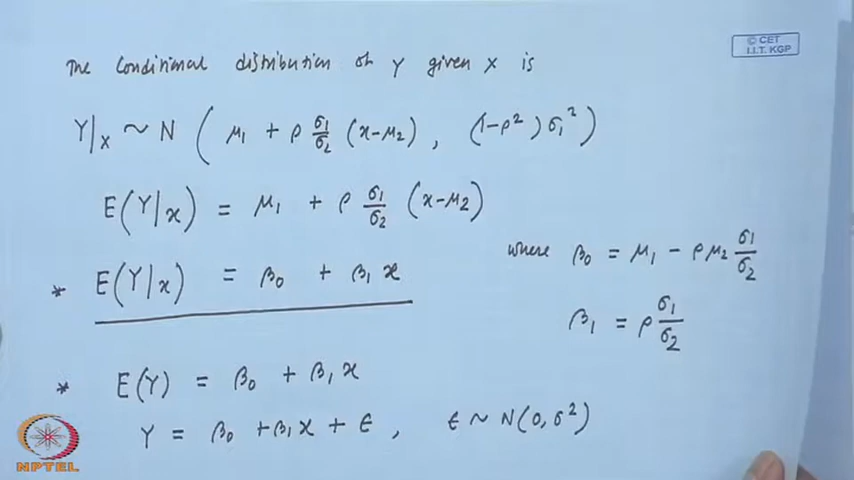 © CET
I.I.T. KGP
The Conditional distribution of Y given X is
Y|X ~ N ( μ1 + ρ σ1/σ2 (x-μ2) , (1-ρ²) σ1² )
E(Y|x) = μ1 + ρ σ1/σ2 (x-μ2)
where β0 = μ1 - ρμ2 σ1/σ2
* E(Y|x) = β0 + β1 x
β1 = ρ σ1/σ2
* E(Y) = β0 + β1 x
Y = β0 + β1 x + ε , ε ~ N(0, σ²)
NPTEL